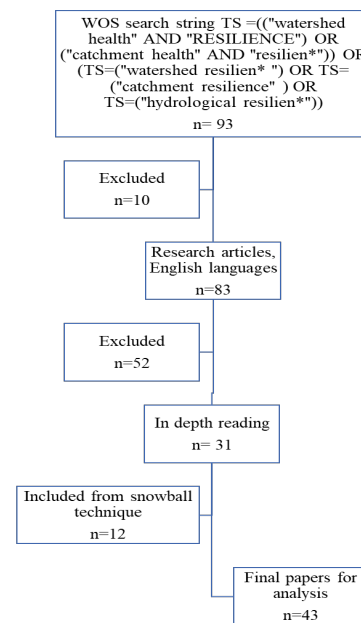 WOS search string TS =(("watershed
health" AND "RESILIENCE") OR
("catchment health" AND "resilien*")) OR
(TS=("watershed resilien* ") OR TS=
("catchment resilience" ) OR
TS=("hydrological resilien*"))
n= 93
Excluded
n=10
Research articles,
English languages
n=83
Excluded
n=52
In depth reading
n= 31
Included from snowball
technique
n=12
Final papers for
analysis
n=43